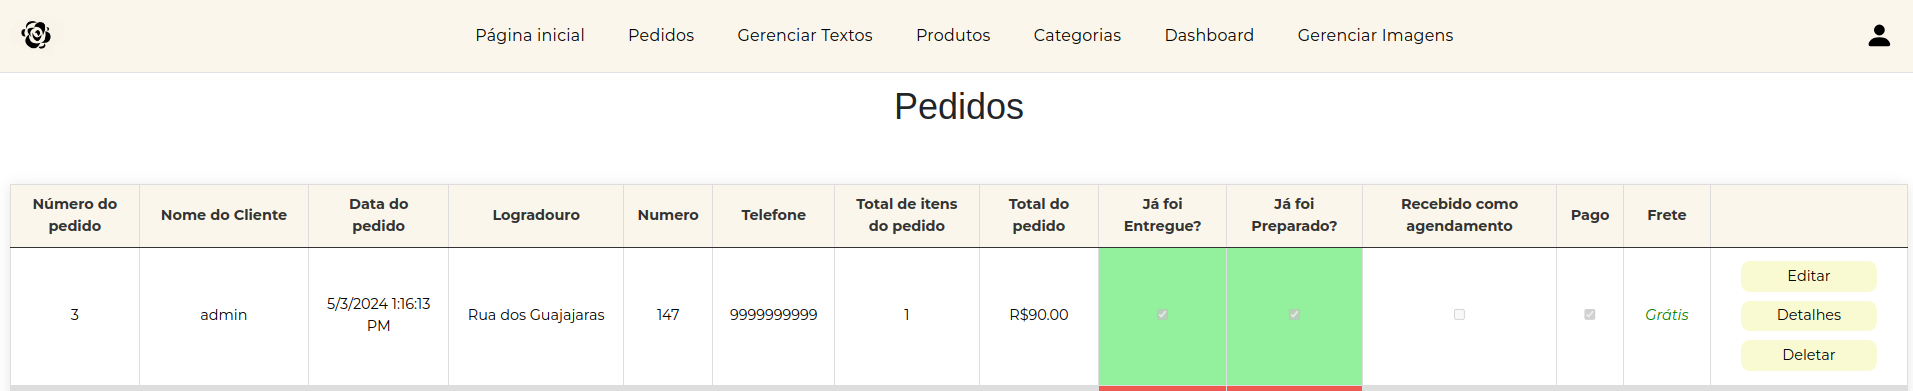 Página inicial Pedidos Gerenciar Textos Produtos Categorias Dashboard Gerenciar Imagens
Pedidos
Número do pedido Nome do Cliente Data do pedido Logradouro Numero Telefone Total de itens do pedido Total do pedido Já foi Entregue? Já foi Preparado? Recebido como agendamento Pago Frete
3 admin 5/3/2024 1:16:13 PM Rua dos Guajajaras 147 9999999999 1 R$90.00 Grátis
Editar
Detalhes
Deletar